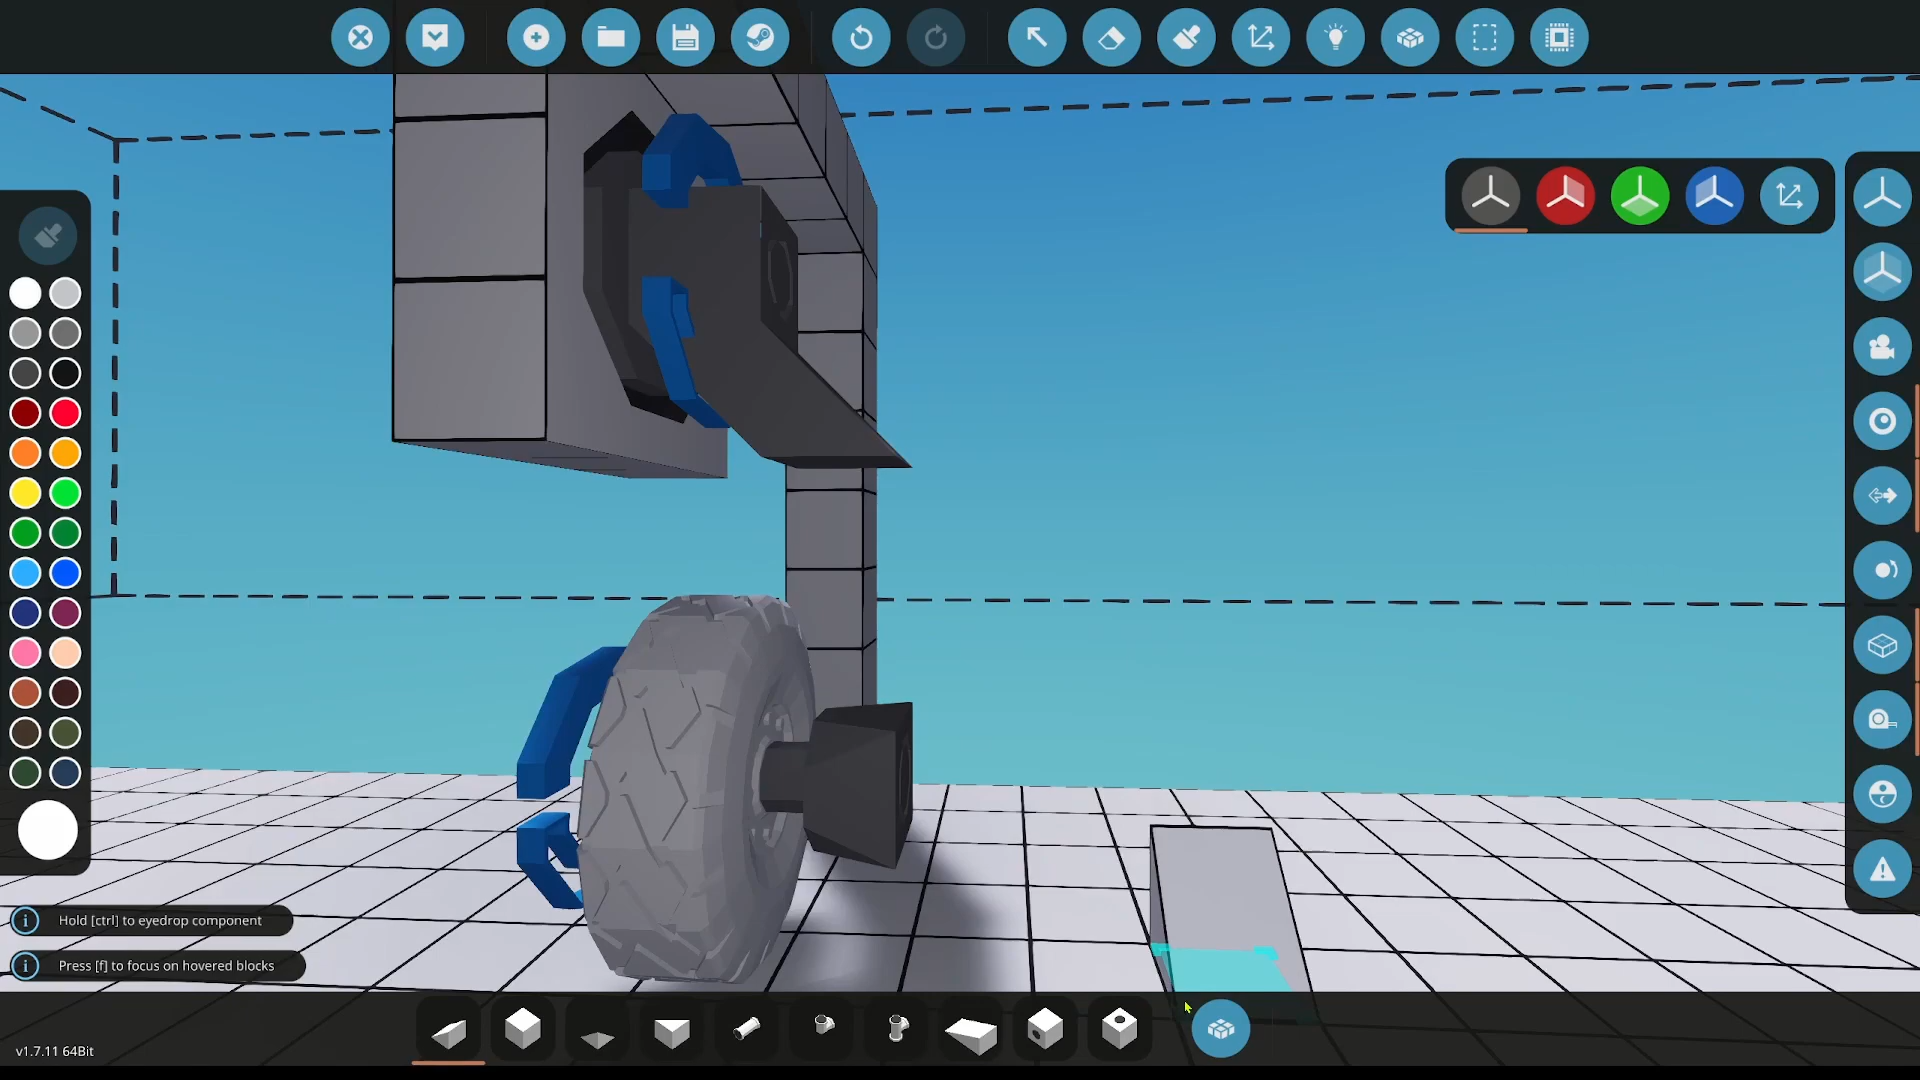 Hold [ctrl] to eyedrop component
Press [f] to focus on hovered blocks
v1.7.11 64Bit